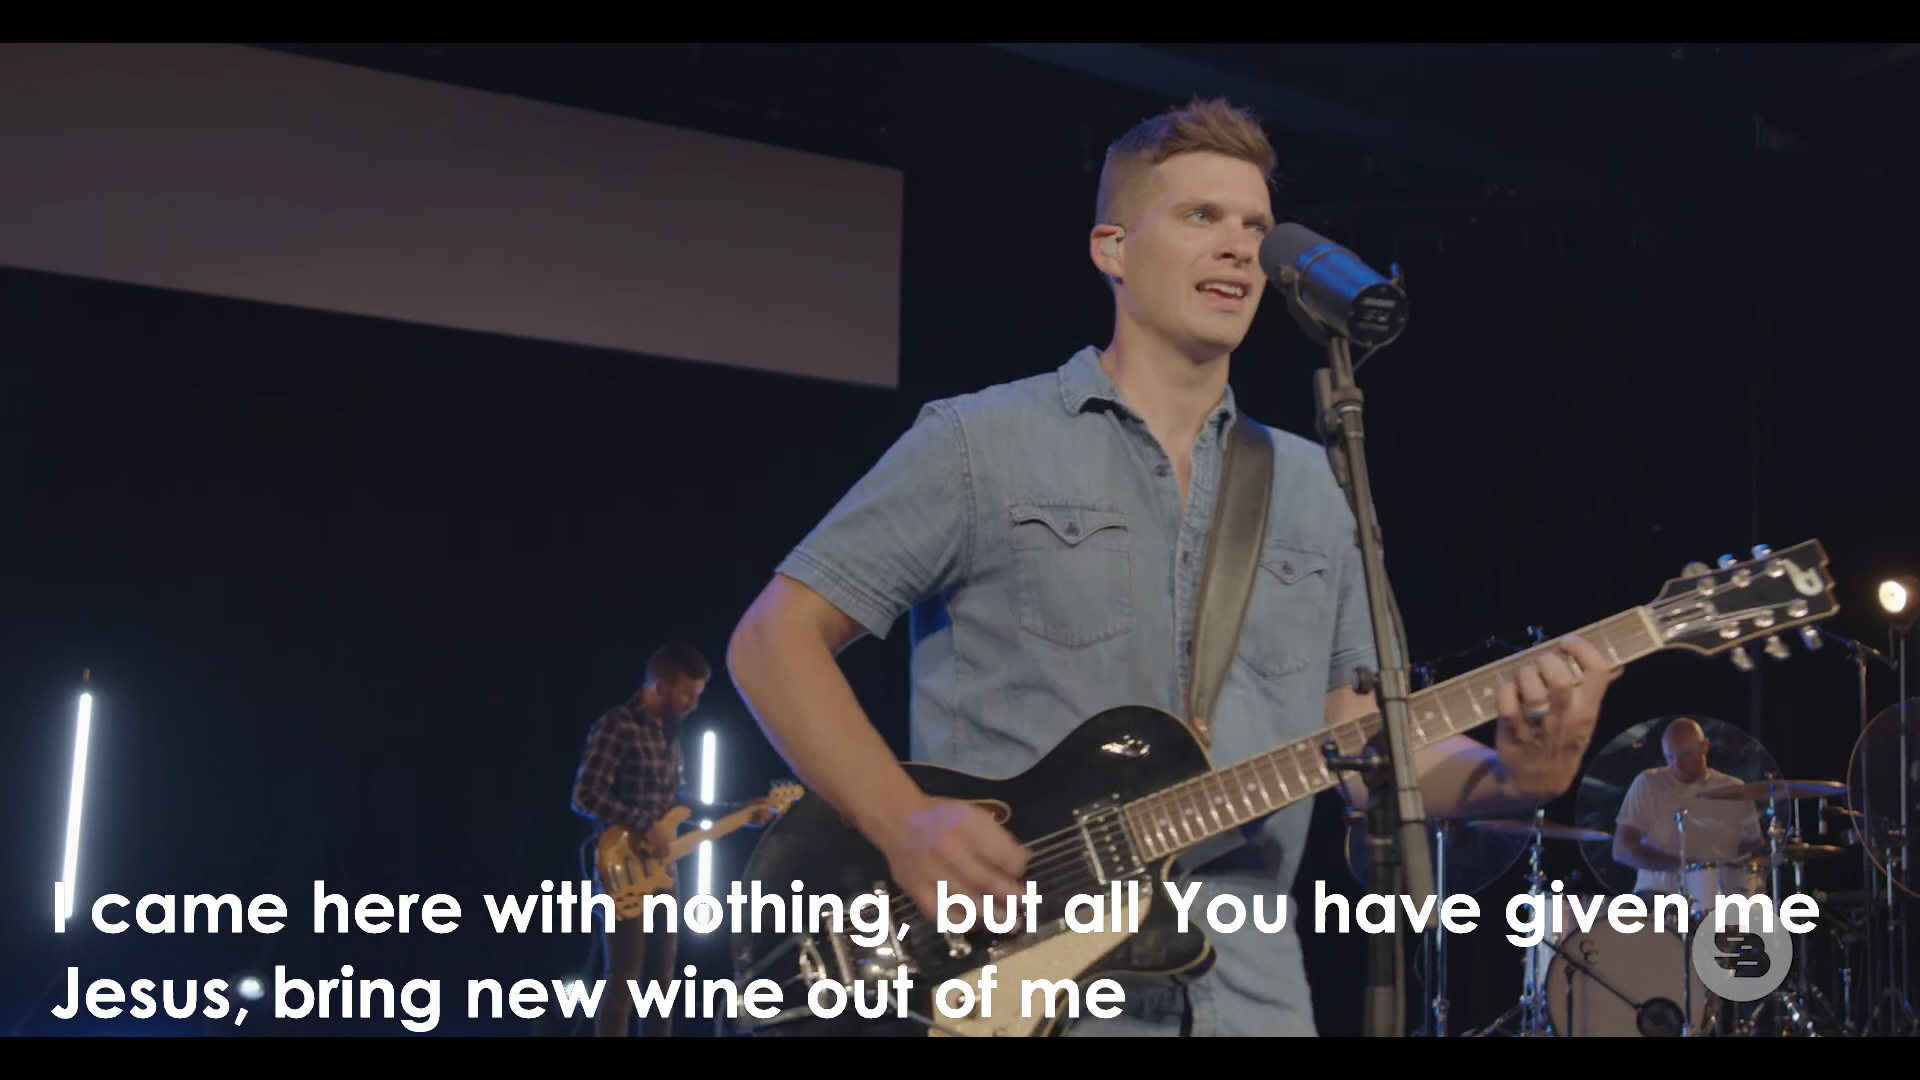 I came here with nothing, but all You have given me
Jesus, bring new wine out of me